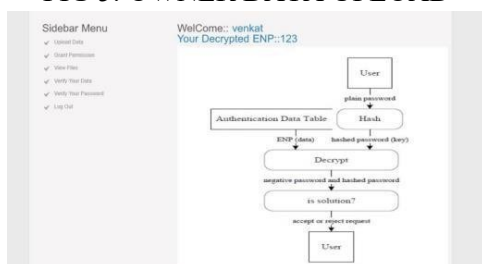 Sidebar Menu
Upload Data
Grant Permission
View Files
Verify Your Data
Verify Your Password
Log Out
WelCome:: venkat
Your Decrypted ENP::123
User
plain password
Authentication Data Table
Hash
ENP (data)
hashed password (key)
Decrypt
negative password and hashed password
is solution?
accept or reject request
User